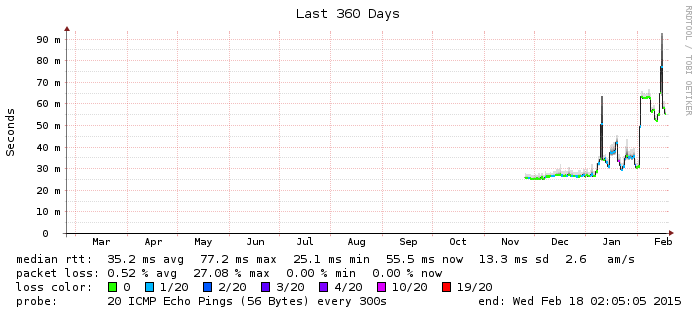 Last 360 Days
RRDTOOL / TOBI OETIKER
Seconds
90 m
80 m
70 m
60 m
50 m
40 m
30 m
20 m
10 m
0
Mar Apr May Jun Jul Aug Sep Oct Nov Dec Jan Feb
median rtt: 35.2 ms avg 77.2 ms max 25.1 ms min 55.5 ms now 13.3 ms sd 2.6 am/s
packet loss: 0.52 % avg 27.08 % max 0.00 % min 0.00 % now
loss color: 0 1/20 2/20 3/20 4/20 10/20 19/20
probe: 20 ICMP Echo Pings (56 Bytes) every 300s end: Wed Feb 18 02:05:05 2015